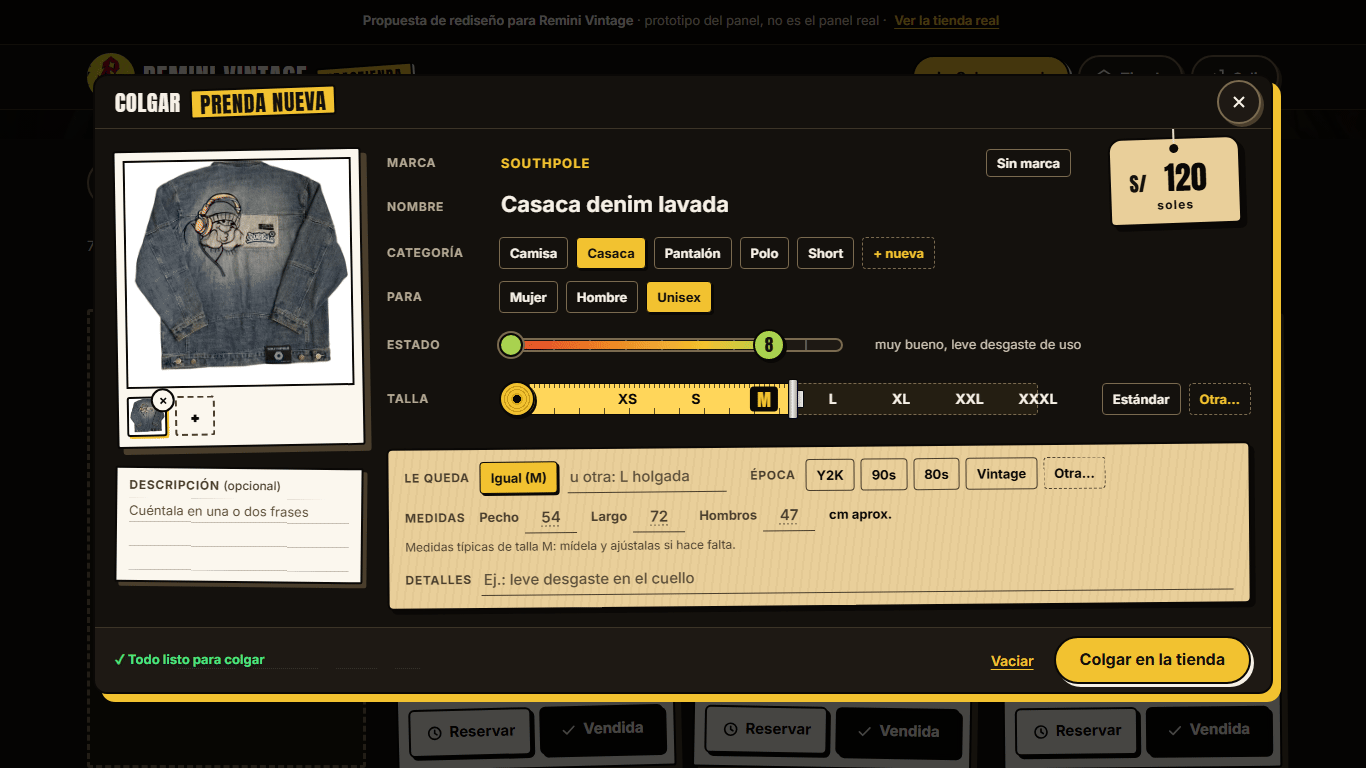 Propuesta de rediseño para Remini Vintage · prototipo del panel, no es el panel real · Ver la tienda real
REMINI VINTAGE
COLGAR PRENDA NUEVA
MARCA SOUTHPOLE Sin marca
S/ 120
soles
NOMBRE Casaca denim lavada
CATEGORÍA Camisa Casaca Pantalón Polo Short + nueva
PARA Mujer Hombre Unisex
ESTADO 8 muy bueno, leve desgaste de uso
TALLA XS S M L XL XXL XXXL Estándar Otra...
DESCRIPCIÓN (opcional)
Cuéntala en una o dos frases
LE QUEDA Igual (M) u otra: L holgada ÉPOCA Y2K 90s 80s Vintage Otra...
MEDIDAS Pecho 54 Largo 72 Hombros 47 cm aprox.
Medidas típicas de talla M: mídela y ajústalas si hace falta.
DETALLES Ej.: leve desgaste en el cuello
✓ Todo listo para colgar Vaciar Colgar en la tienda
Reservar Vendida Reservar Vendida Reservar Vendida